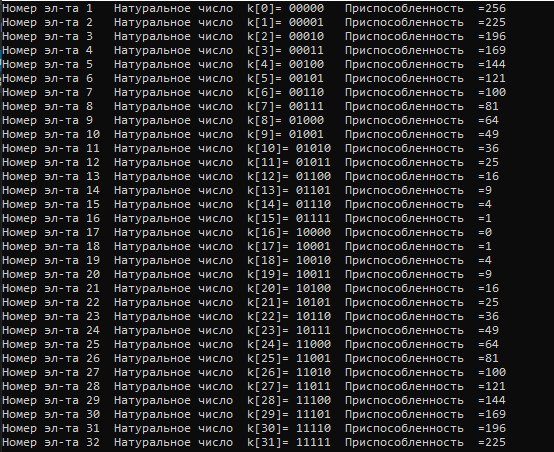 Номер эл-та 1 Натуральное число k[0]= 00000 Приспособленность =256
Номер эл-та 2 Натуральное число k[1]= 00001 Приспособленность =225
Номер эл-та 3 Натуральное число k[2]= 00010 Приспособленность =196
Номер эл-та 4 Натуральное число k[3]= 00011 Приспособленность =169
Номер эл-та 5 Натуральное число k[4]= 00100 Приспособленность =144
Номер эл-та 6 Натуральное число k[5]= 00101 Приспособленность =121
Номер эл-та 7 Натуральное число k[6]= 00110 Приспособленность =100
Номер эл-та 8 Натуральное число k[7]= 00111 Приспособленность =81
Номер эл-та 9 Натуральное число k[8]= 01000 Приспособленность =64
Номер эл-та 10 Натуральное число k[9]= 01001 Приспособленность =49
Номер эл-та 11 Натуральное число k[10]= 01010 Приспособленность =36
Номер эл-та 12 Натуральное число k[11]= 01011 Приспособленность =25
Номер эл-та 13 Натуральное число k[12]= 01100 Приспособленность =16
Номер эл-та 14 Натуральное число k[13]= 01101 Приспособленность =9
Номер эл-та 15 Натуральное число k[14]= 01110 Приспособленность =4
Номер эл-та 16 Натуральное число k[15]= 01111 Приспособленность =1
Номер эл-та 17 Натуральное число k[16]= 10000 Приспособленность =0
Номер эл-та 18 Натуральное число k[17]= 10001 Приспособленность =1
Номер эл-та 19 Натуральное число k[18]= 10010 Приспособленность =4
Номер эл-та 20 Натуральное число k[19]= 10011 Приспособленность =9
Номер эл-та 21 Натуральное число k[20]= 10100 Приспособленность =16
Номер эл-та 22 Натуральное число k[21]= 10101 Приспособленность =25
Номер эл-та 23 Натуральное число k[22]= 10110 Приспособленность =36
Номер эл-та 24 Натуральное число k[23]= 10111 Приспособленность =49
Номер эл-та 25 Натуральное число k[24]= 11000 Приспособленность =64
Номер эл-та 26 Натуральное число k[25]= 11001 Приспособленность =81
Номер эл-та 27 Натуральное число k[26]= 11010 Приспособленность =100
Номер эл-та 28 Натуральное число k[27]= 11011 Приспособленность =121
Номер эл-та 29 Натуральное число k[28]= 11100 Приспособленность =144
Номер эл-та 30 Натуральное число k[29]= 11101 Приспособленность =169
Номер эл-та 31 Натуральное число k[30]= 11110 Приспособленность =196
Номер эл-та 32 Натуральное число k[31]= 11111 Приспособленность =225